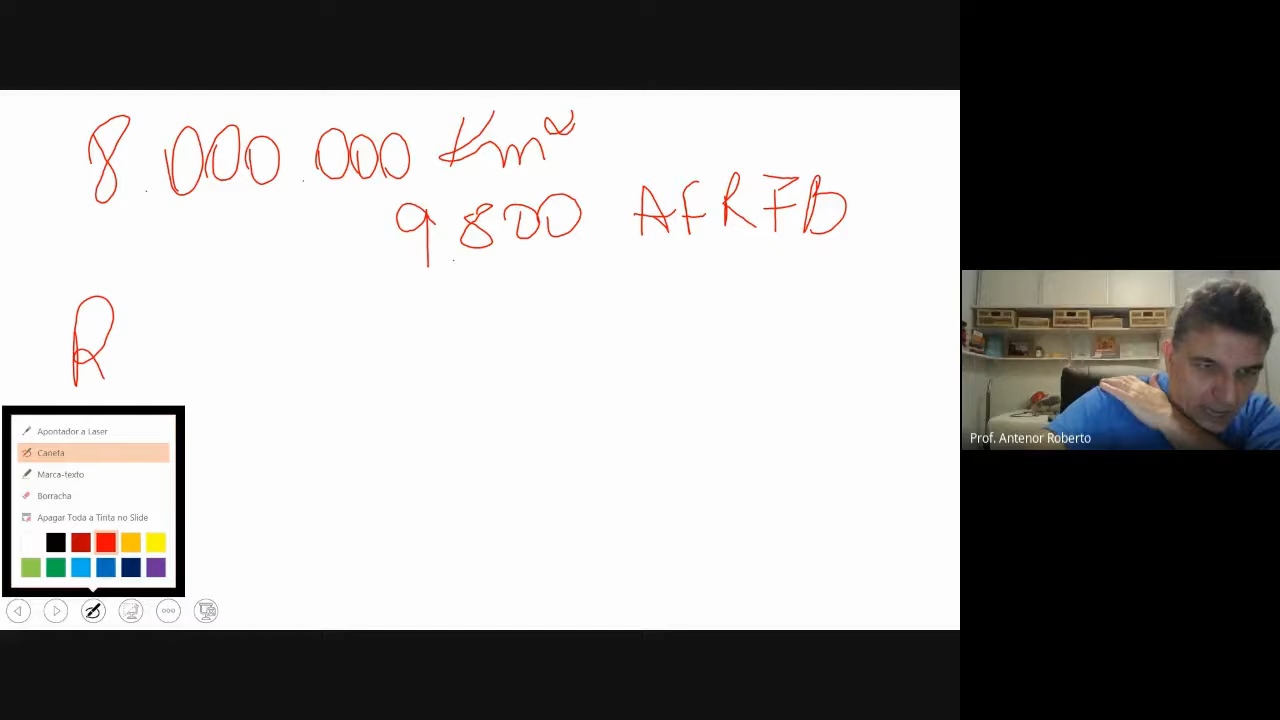 8.000.000 Km²
9.800 AFRFB
R
Apontador a Laser
Caneta
Marca-texto
Borracha
Apagar Toda a Tinta no Slide
Prof. Antenor Roberto